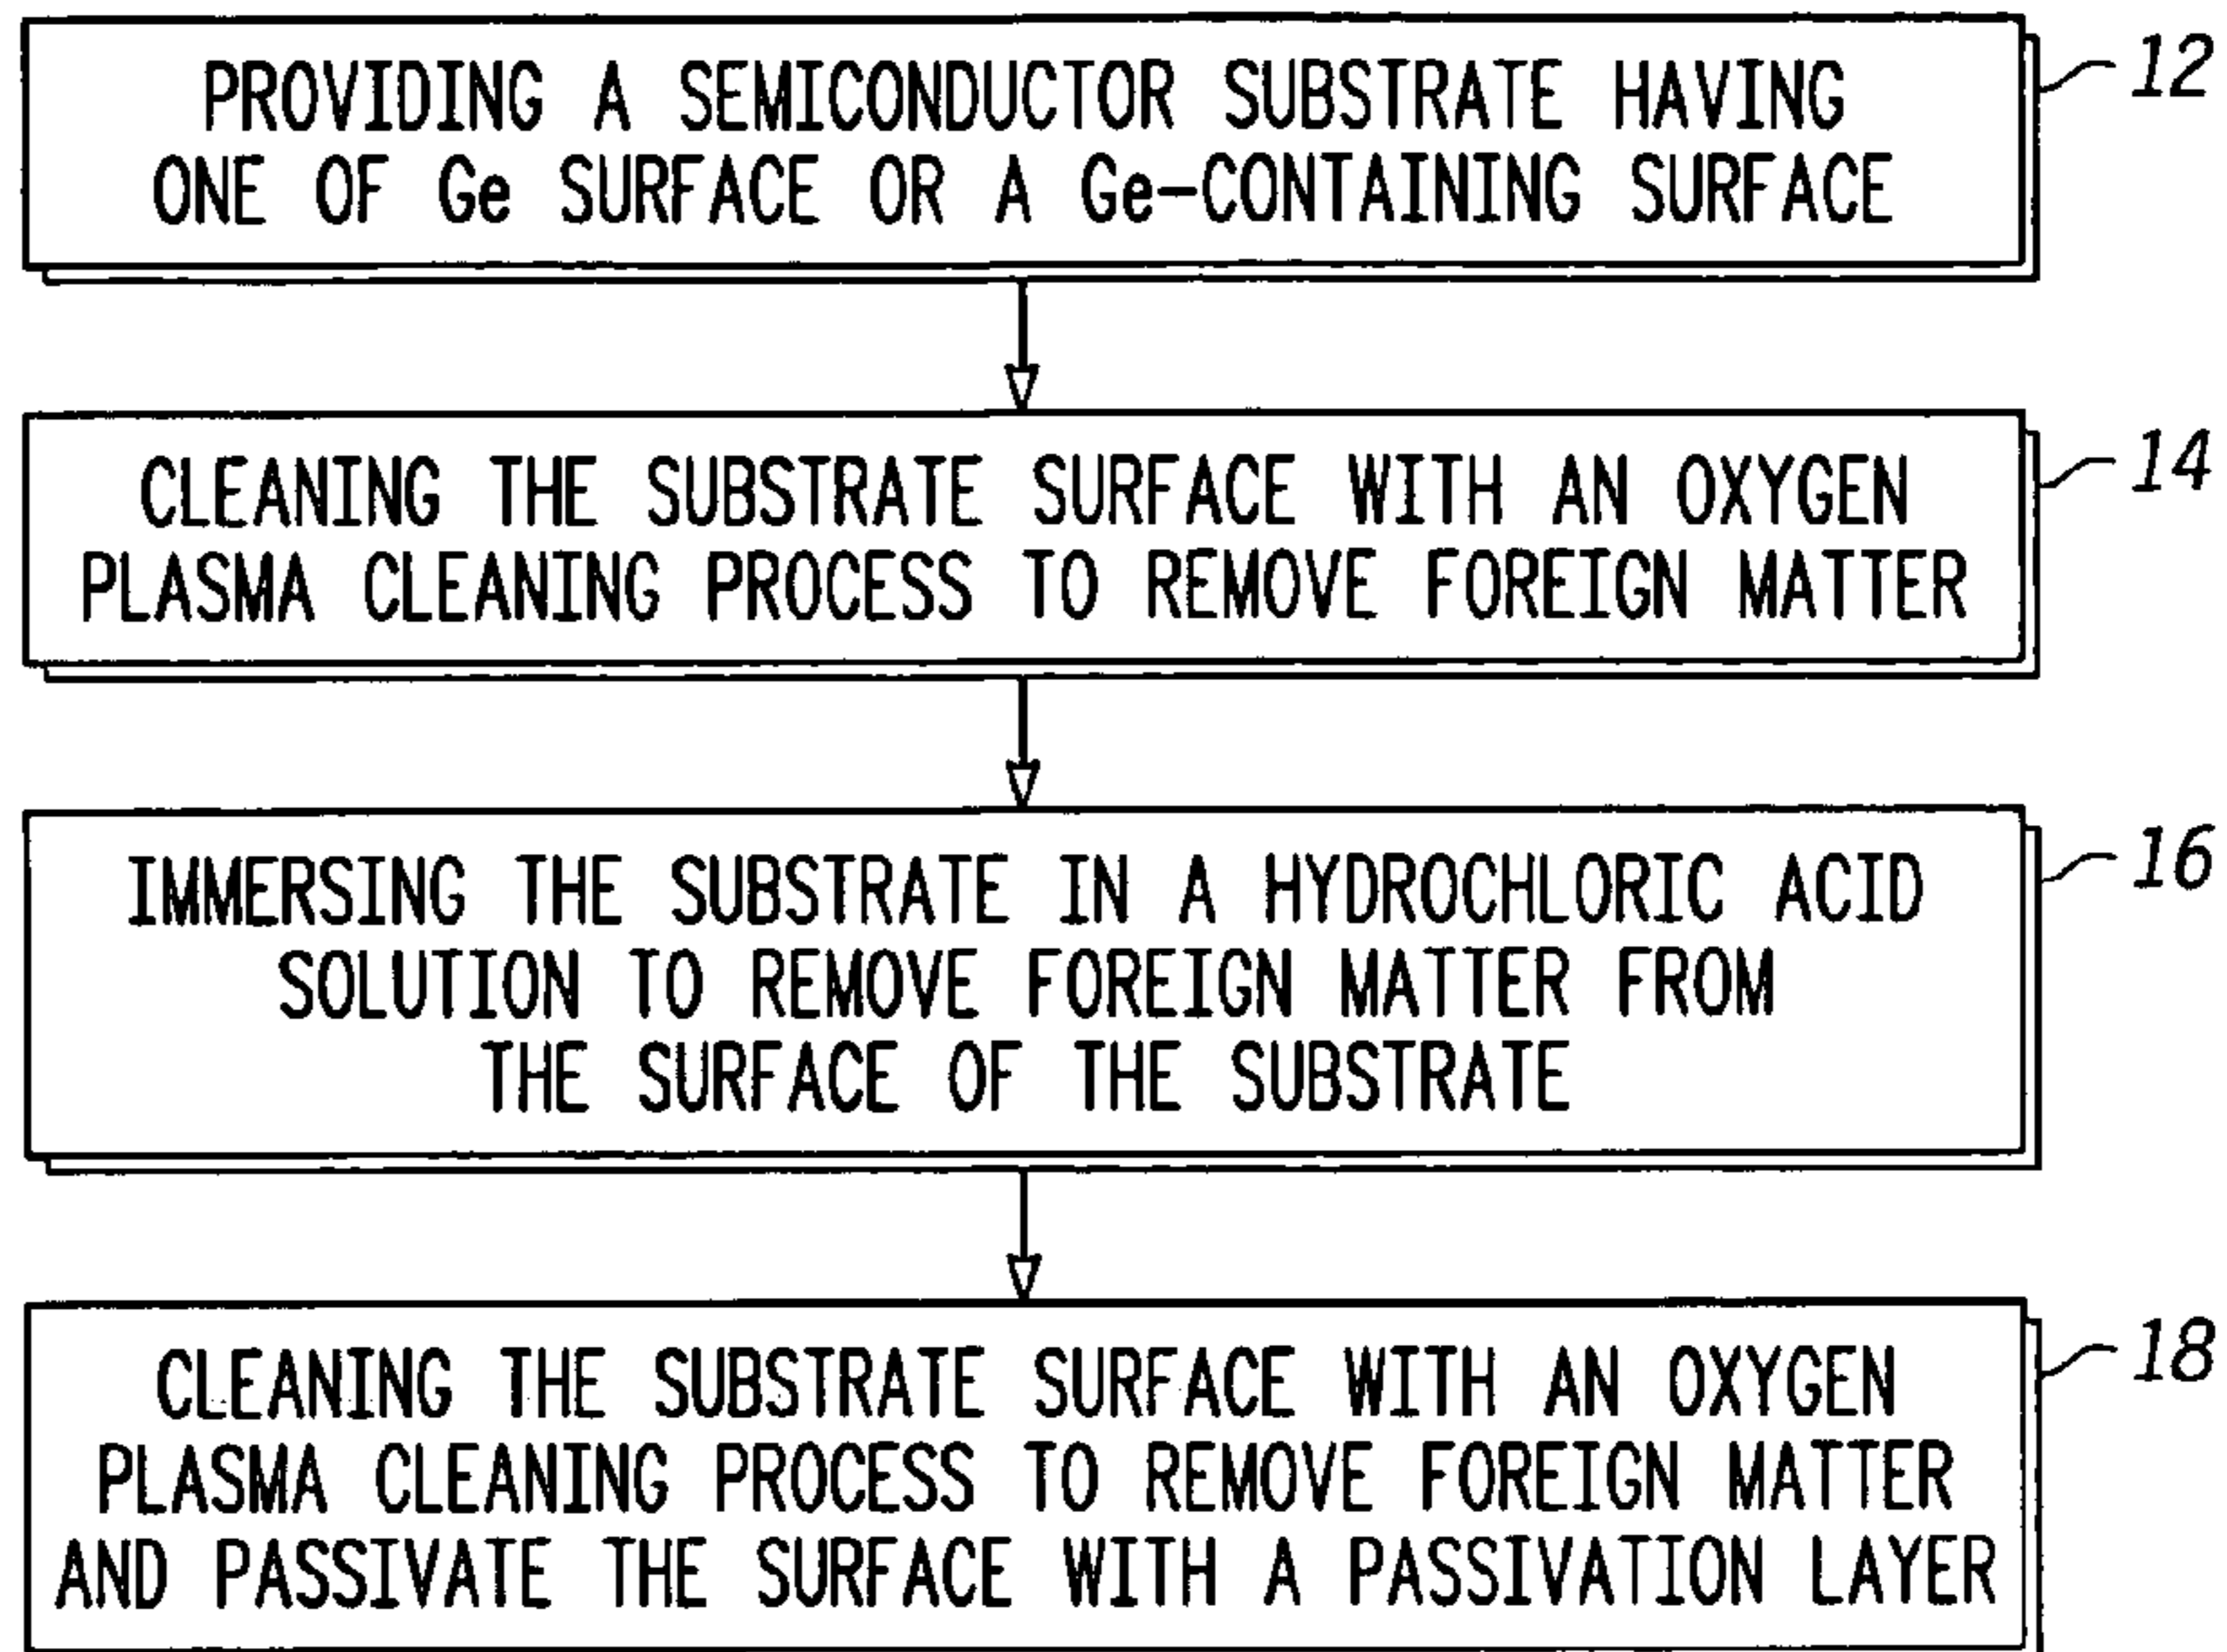 PROVIDING A SEMICONDUCTOR SUBSTRATE HAVING
ONE OF Ge SURFACE OR A Ge-CONTAINING SURFACE
12
CLEANING THE SUBSTRATE SURFACE WITH AN OXYGEN
PLASMA CLEANING PROCESS TO REMOVE FOREIGN MATTER
14
IMMERSING THE SUBSTRATE IN A HYDROCHLORIC ACID
SOLUTION TO REMOVE FOREIGN MATTER FROM
THE SURFACE OF THE SUBSTRATE
16
CLEANING THE SUBSTRATE SURFACE WITH AN OXYGEN
PLASMA CLEANING PROCESS TO REMOVE FOREIGN MATTER
AND PASSIVATE THE SURFACE WITH A PASSIVATION LAYER
18